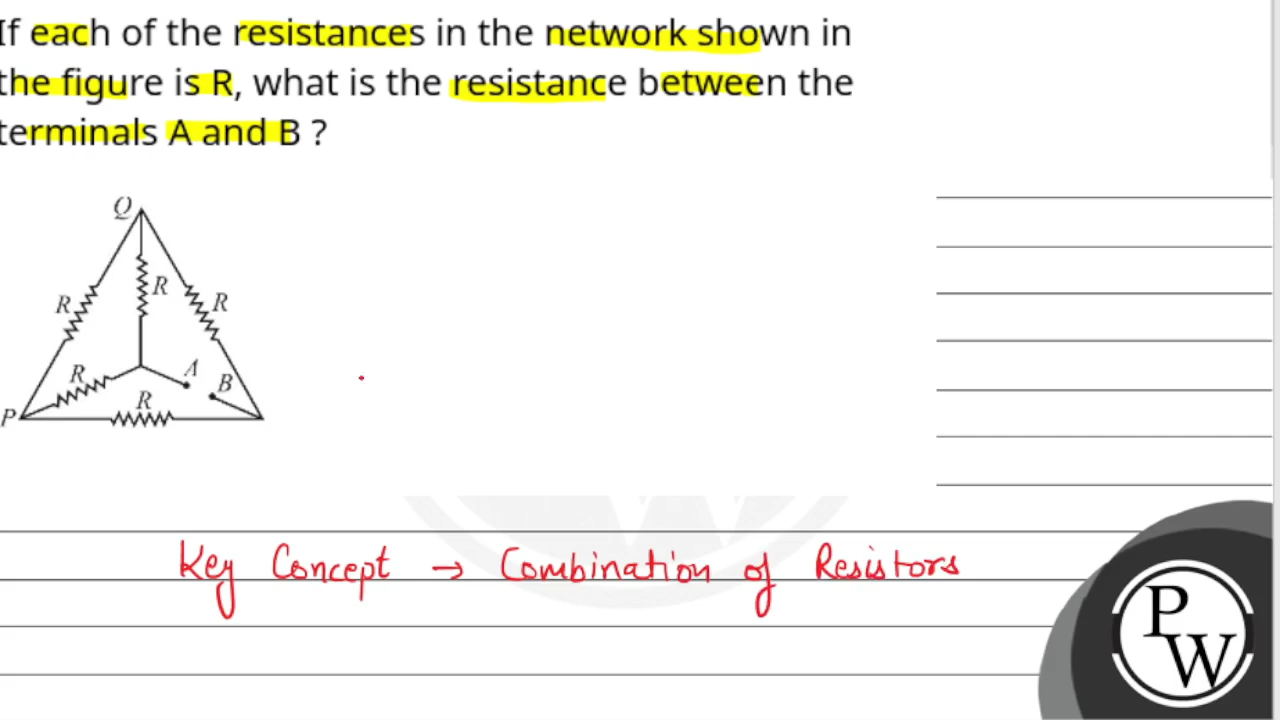 If each of the resistances in the network shown in
the figure is R, what is the resistance between the
terminals A and B ?
Q
R
R
R
R
A
B
R
P
Key Concept → Combination of Resistors
P
W